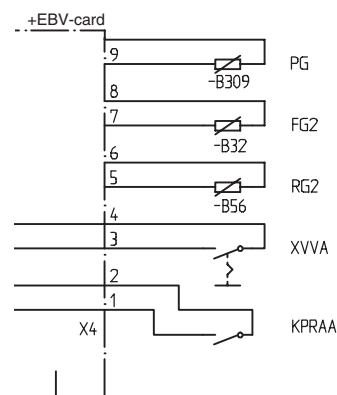 +EBV-card
9
PG
-B309
8
7
FG2
-B32
6
5
RG2
-B56
4
3
XVVA
2
1
X4
KPRAA